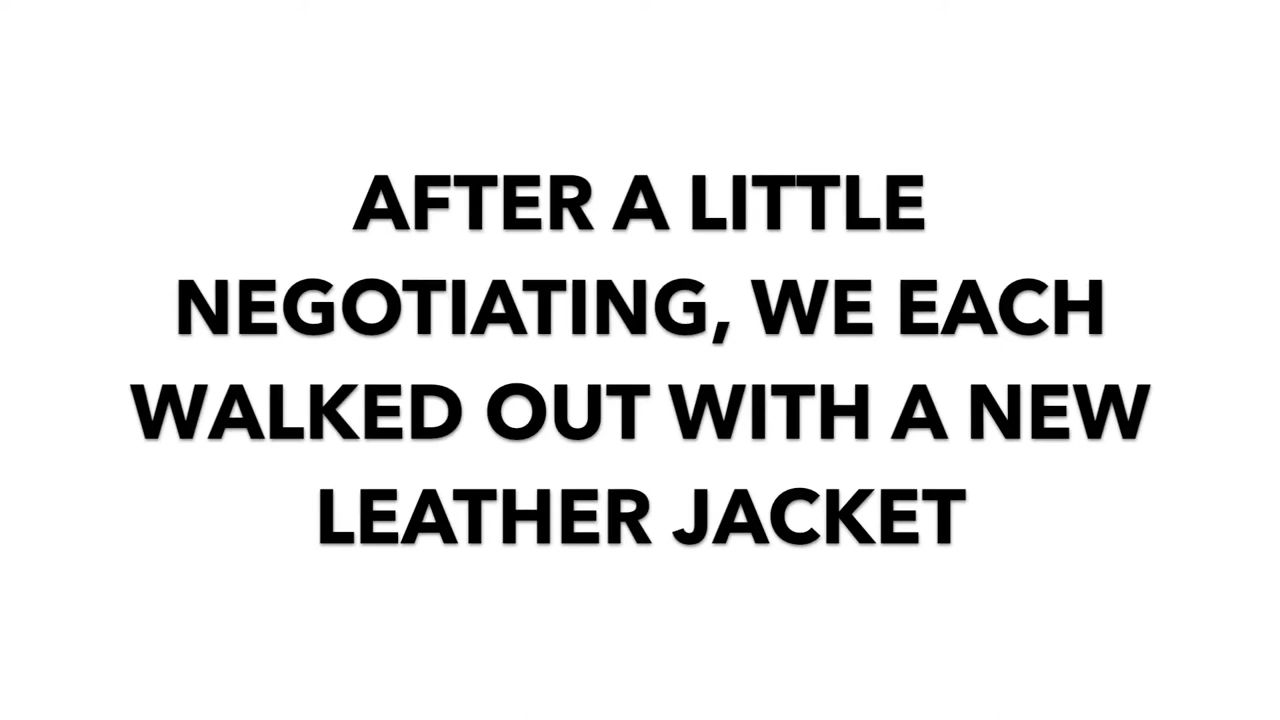 AFTER A LITTLE
NEGOTIATING, WE EACH
WALKED OUT WITH A NEW
LEATHER JACKET